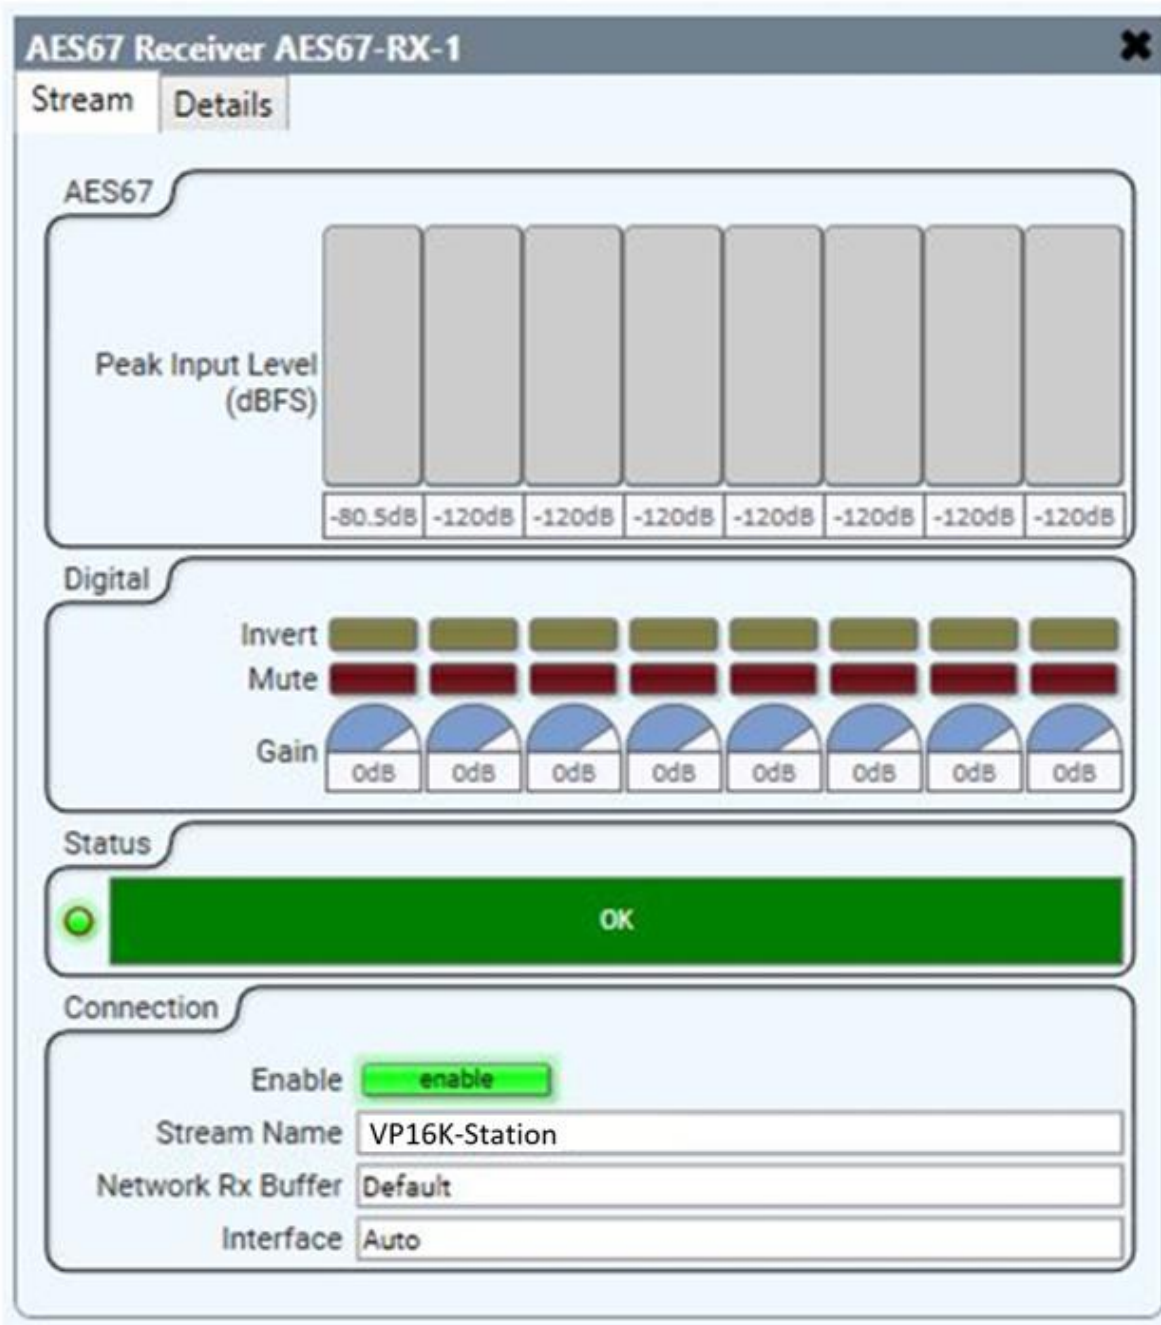 AES67 Receiver AES67-RX-1
Stream Details
AES67
Peak Input Level
(dBFS)
-80.5dB -120dB -120dB -120dB -120dB -120dB -120dB -120dB
Digital
Invert
Mute
Gain
0dB 0dB 0dB 0dB 0dB 0dB 0dB 0dB
Status
OK
Connection
Enable enable
Stream Name VP16K-Station
Network Rx Buffer Default
Interface Auto